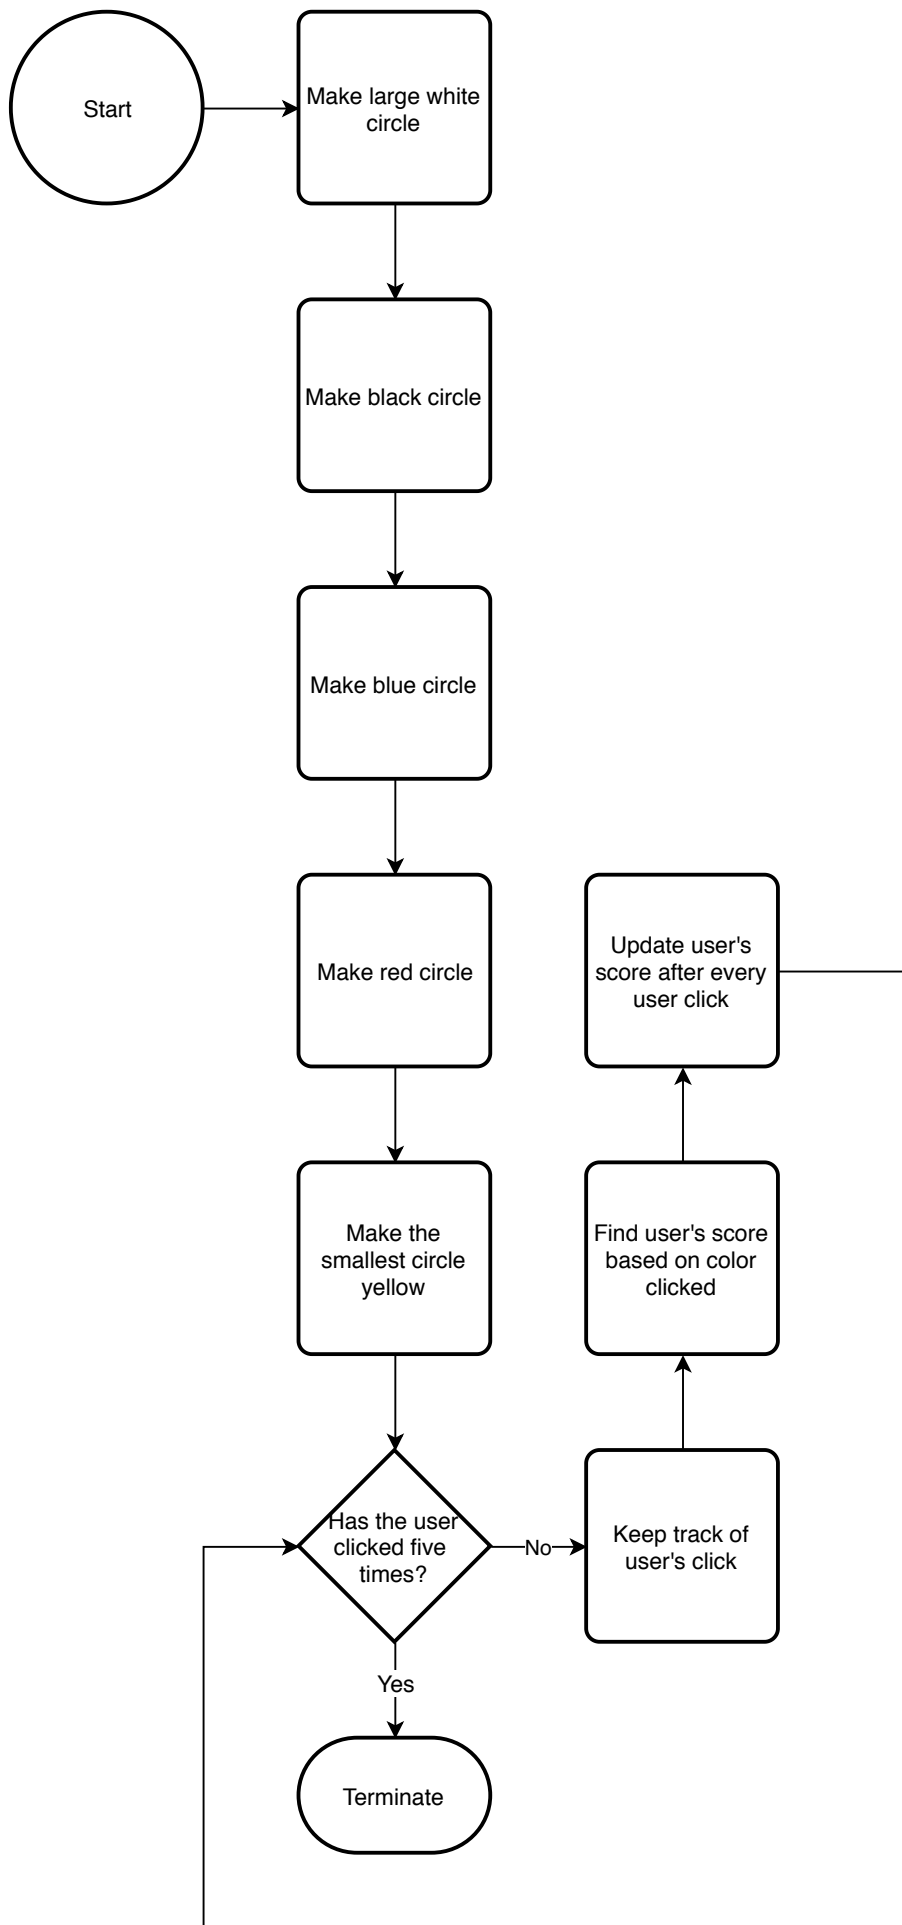 Start
Make large white
circle
Make black circle
Make blue circle
Make red circle
Make the
smallest circle
yellow
Has the user
clicked five
times?
No
Yes
Terminate
Keep track of
user's click
Find user's score
based on color
clicked
Update user's
score after every
user click